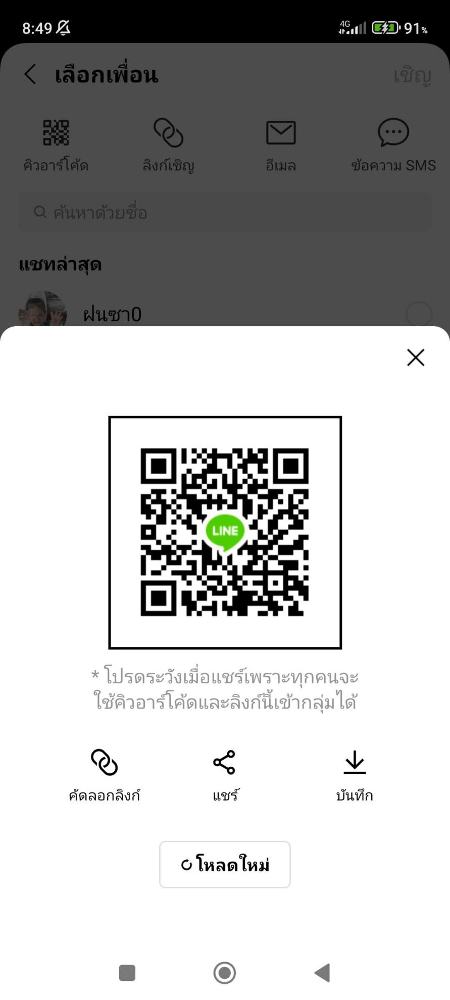 8:49
4G
91%
เลือกเพื่อน
เชิญ
คิวอาร์โค้ด
ลิงก์เชิญ
อีเมล
ข้อความ SMS
ค้นหาด้วยชื่อ
แชทล่าสุด
ฝนซา0
LINE
* โปรดระวังเมื่อแชร์เพราะทุกคนจะ
ใช้คิวอาร์โค้ดและลิงก์นี้เข้ากลุ่มได้
คัดลอกลิงก์
แชร์
บันทึก
โหลดใหม่